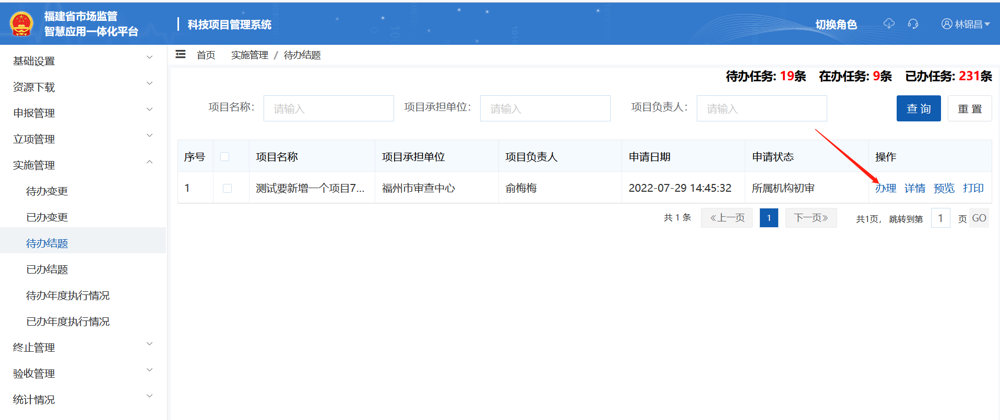 福建省市场监管
智慧应用一体化平台
科技项目管理系统
切换角色
林锦昌
基础设置
资源下载
申报管理
立项管理
实施管理
待办变更
已办变更
待办结题
已办结题
待办年度执行情况
已办年度执行情况
终止管理
验收管理
统计情况
首页 实施管理 / 待办结题
待办任务: 19条 在办任务: 9条 已办任务: 231条
项目名称: 请输入 项目承担单位: 请输入 项目负责人: 请输入 查 询 重 置
序号 项目名称 项目承担单位 项目负责人 申请日期 申请状态 操作
1 测试要新增一个项目7... 福州市审查中心 俞梅梅 2022-07-29 14:45:32 所属机构初审 办理 详情 预览 打印
共 1 条 «上一页 1 下一页» 共1页, 跳转到第 1 页 GO